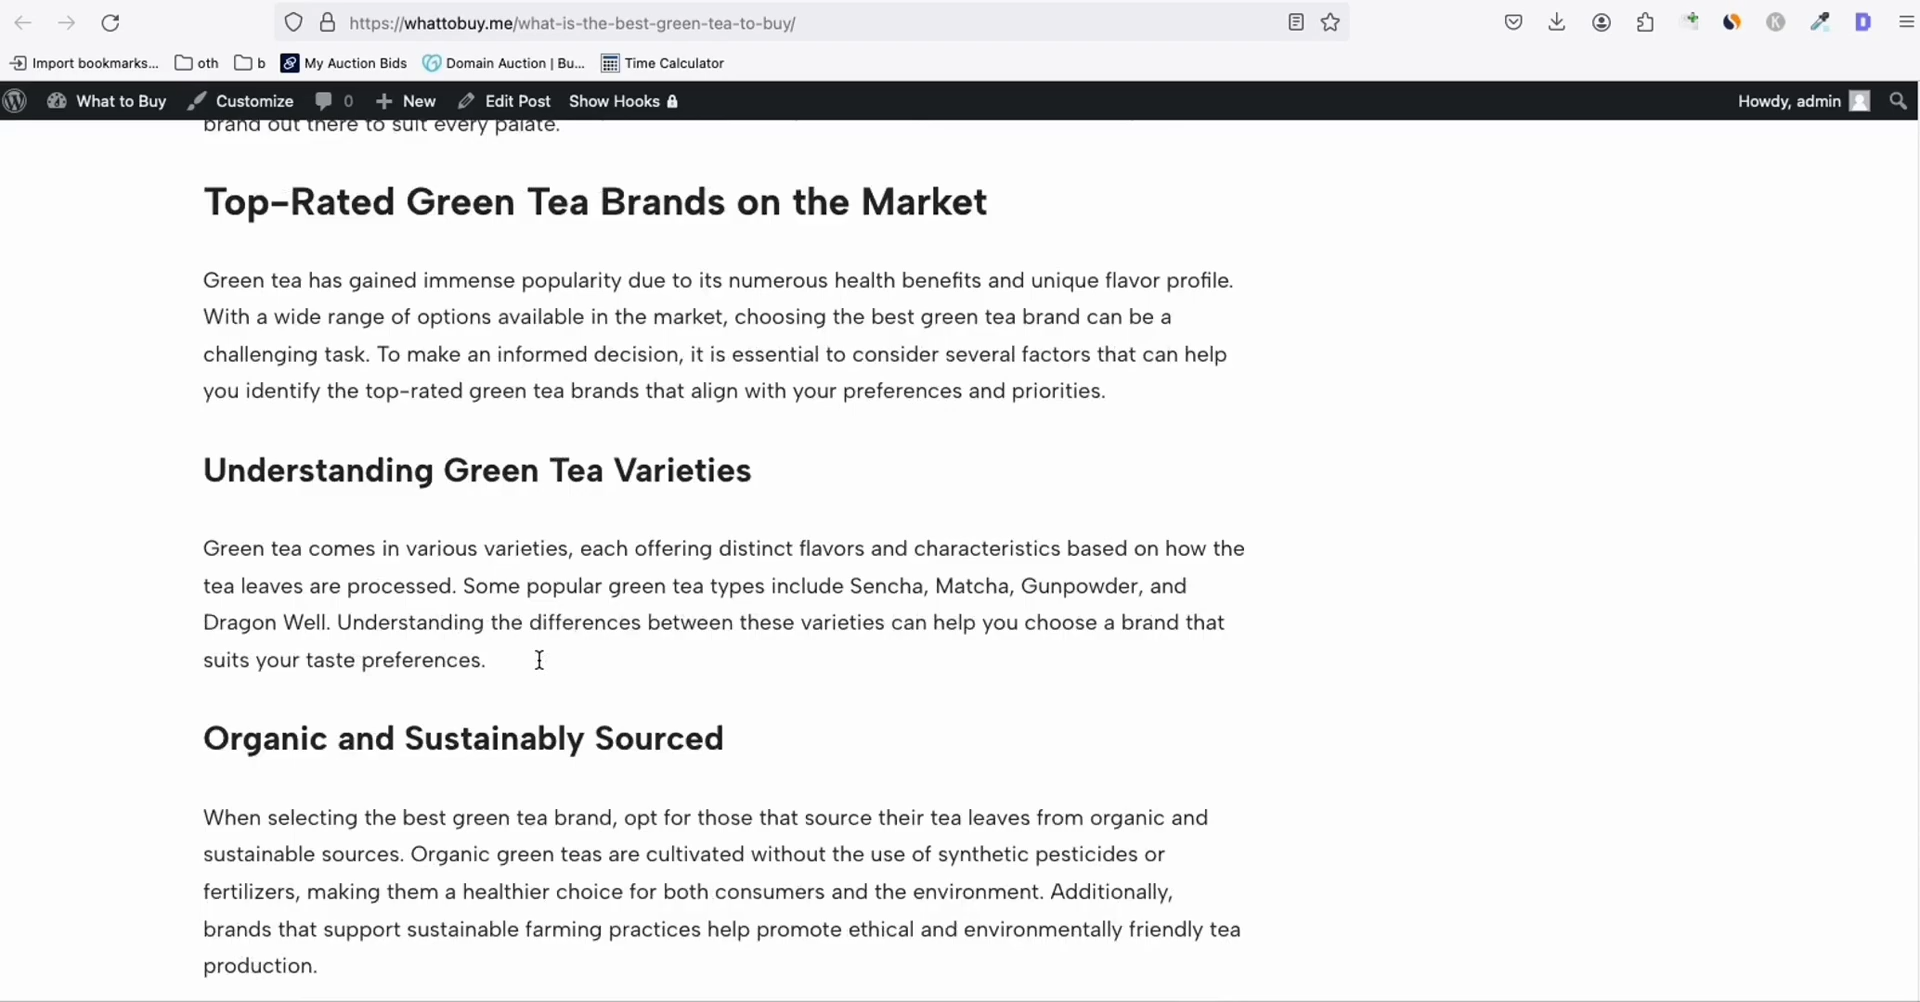 https://whattobuy.me/what-is-the-best-green-tea-to-buy/
K
D
Import bookmarks...
oth
b
My Auction Bids
Domain Auction | Bu...
Time Calculator
What to Buy
Customize
0
New
Edit Post
Show Hooks
Howdy, admin
brand out there to suit every palate.
Top-Rated Green Tea Brands on the Market
Green tea has gained immense popularity due to its numerous health benefits and unique flavor profile.
With a wide range of options available in the market, choosing the best green tea brand can be a
challenging task. To make an informed decision, it is essential to consider several factors that can help
you identify the top-rated green tea brands that align with your preferences and priorities.
Understanding Green Tea Varieties
Green tea comes in various varieties, each offering distinct flavors and characteristics based on how the
tea leaves are processed. Some popular green tea types include Sencha, Matcha, Gunpowder, and
Dragon Well. Understanding the differences between these varieties can help you choose a brand that
suits your taste preferences.
Organic and Sustainably Sourced
When selecting the best green tea brand, opt for those that source their tea leaves from organic and
sustainable sources. Organic green teas are cultivated without the use of synthetic pesticides or
fertilizers, making them a healthier choice for both consumers and the environment. Additionally,
brands that support sustainable farming practices help promote ethical and environmentally friendly tea
production.